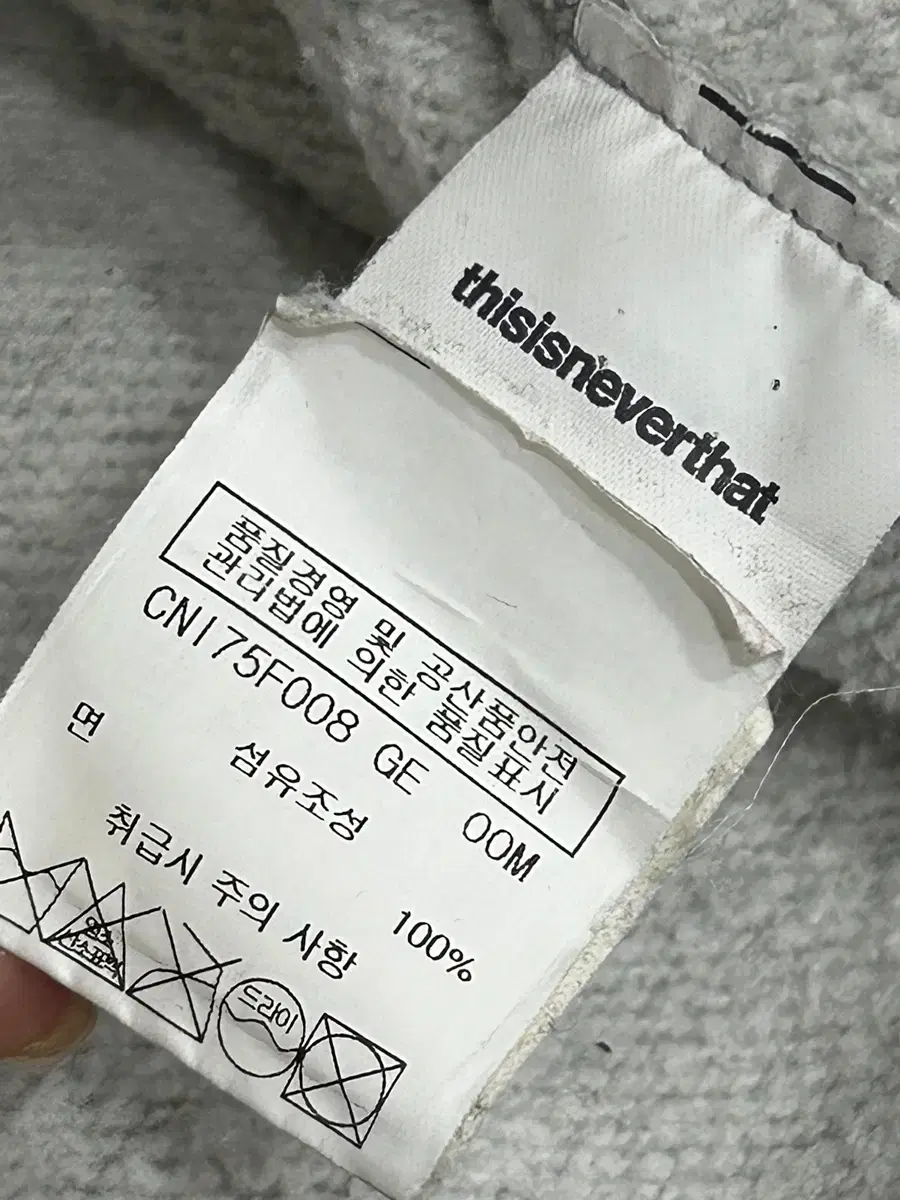 thisisneverthat
품질경영 및 공산품안전
관리법에 의한 품질표시
CN175F008 GE 00M
섬유조성
면 100%
취급시 주의 사항
드라이